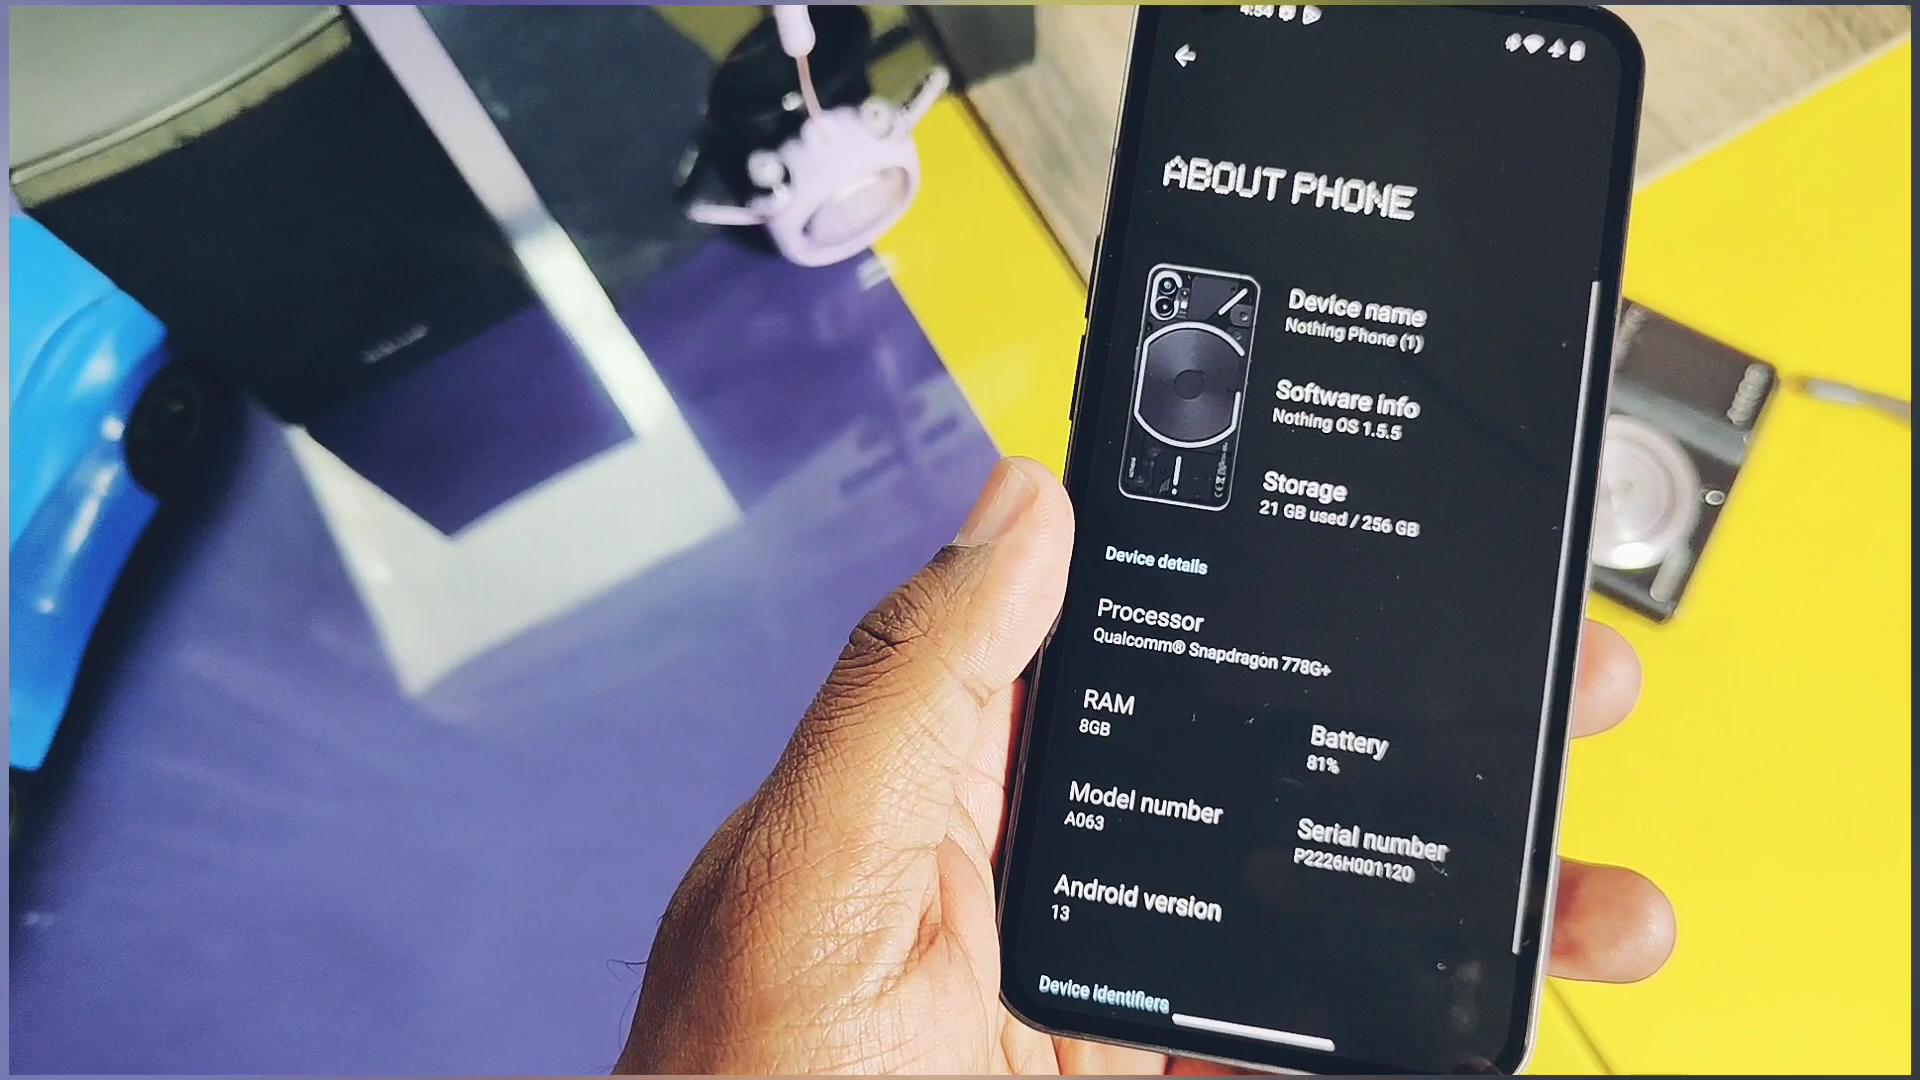 4:54
ABOUT PHONE
Device name
Nothing Phone (1)
Software info
Nothing OS 1.5.5
Storage
21 GB used / 256 GB
Device details
Processor
Qualcomm® Snapdragon 778G+
RAM
8GB
Battery
81%
Model number
A063
Serial number
P2226H001120
Android version
13
Device identifiers